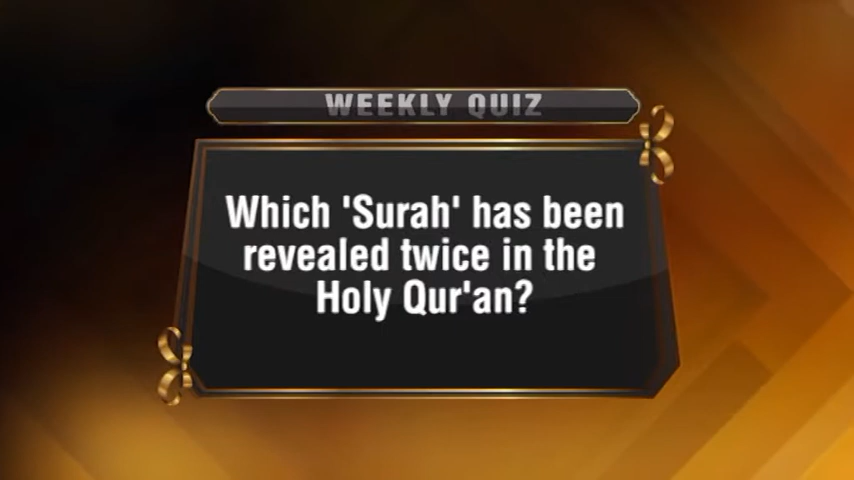 WEEKLY QUIZ
Which 'Surah' has been
revealed twice in the
Holy Qur'an?